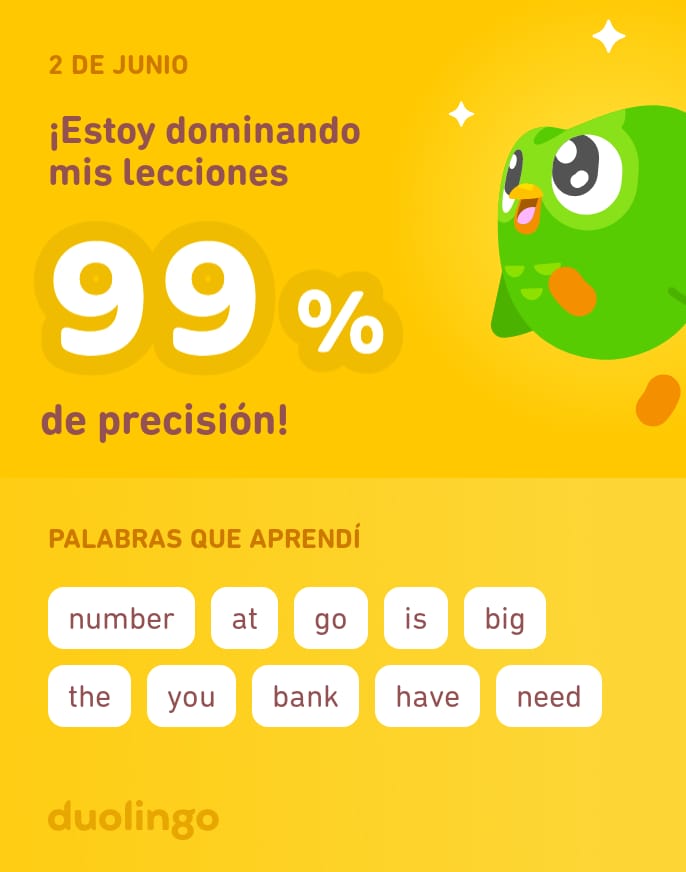 2 DE JUNIO
¡Estoy dominando
mis lecciones
99 %
de precisión!
PALABRAS QUE APRENDÍ
number at go is big
the you bank have need
duolingo